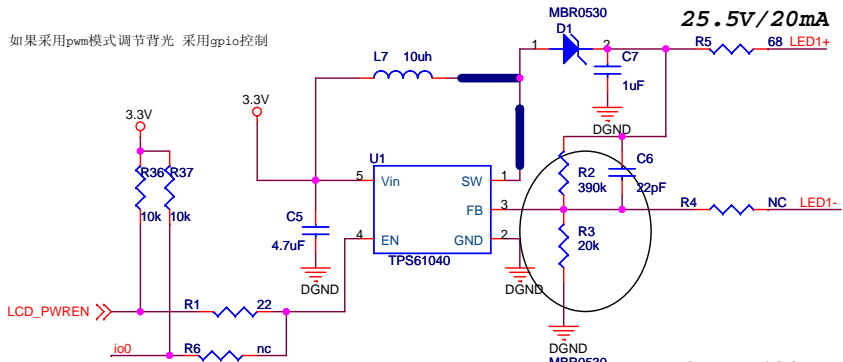 MBR0530
25.5V/20mA
如果采用pwm模式调节背光 采用gpio控制
D1
1
2
R5
68
LED1+
L7
10uh
C7
1uF
3.3V
3.3V
DGND
U1
R36
R37
10k
10k
5
Vin
SW
1
R2
390k
C6
22pF
FB
3
R4
NC
LED1-
C5
4.7uF
4
EN
GND
2
R3
20k
TPS61040
DGND
DGND
LCD_PWREN
R1
22
io0
R6
nc
DGND
MBR0530